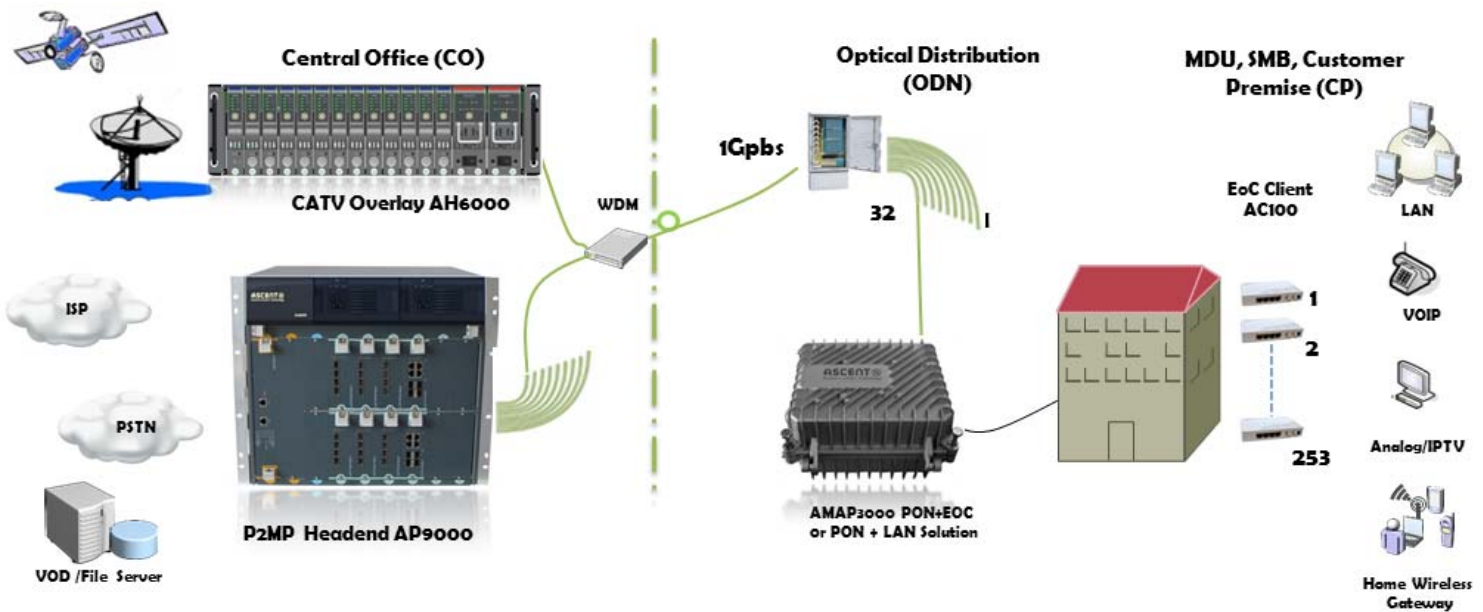 Central Office (CO)
Optical Distribution
(ODN)
MDU, SMB, Customer
Premise (CP)
1Gpbs
CATV Overlay AH6000
WDM
32
1
EoC Client
AC100
LAN
ISP
ASCENT
1
VOIP
2
ASCENT
PSTN
253
Analog/IPTV
P2MP Headend AP9000
AMAP3000 PON+EOC
or PON + LAN Solution
VOD /File Server
Home Wireless
Gateway